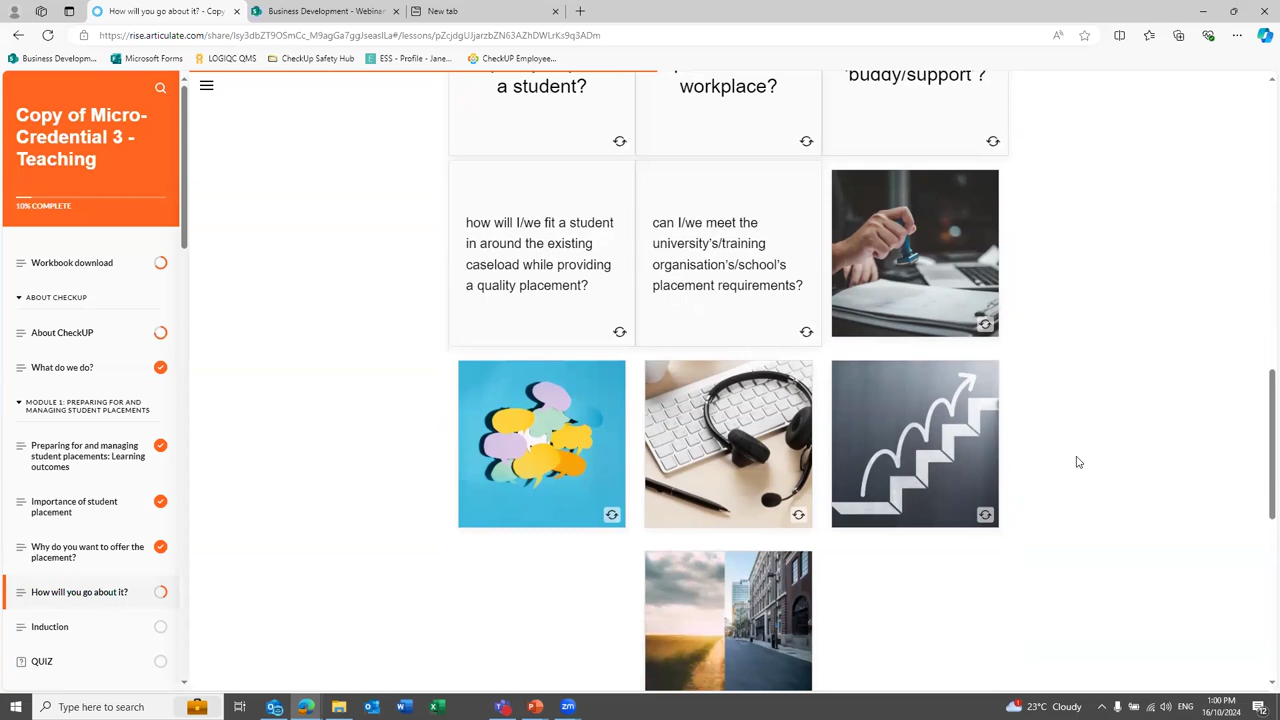 How will you go about it? - Copy
Business Development - Webinar
New tab
https://rise.articulate.com/share/
Business Developm...
Microsoft Forms
LOGIQC QMS
CheckUp Safety Hub
ESS - Profile - Jane...
CheckUP Employee...
Copy of Micro-
Credential 3 -
Teaching
10% COMPLETE
Workbook download
ABOUT CHECKUP
About CheckUP
What do we do?
MODULE 1: PREPARING FOR AND
MANAGING STUDENT PLACEMENTS
Preparing for and managing
student placements: Learning
outcomes
Importance of student
placement
Why do you want to offer the
placement?
How will you go about it?
Induction
QUIZ
a student?
workplace?
'buddy/support'?
how will I/we fit a student
in around the existing
caseload while providing
a quality placement?
can I/we meet the
university's/training
organisation's/school's
placement requirements?
Type here to search
23°C Cloudy
ENG
1:00 PM
16/10/2024